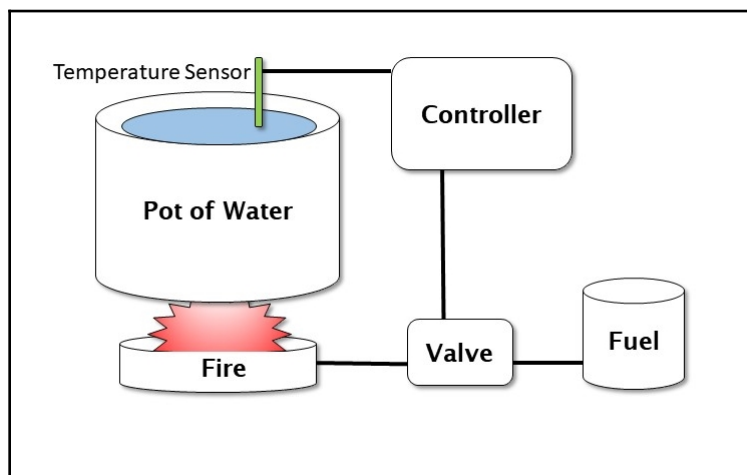 Temperature Sensor
Controller
Pot of Water
Valve
Fuel
Fire